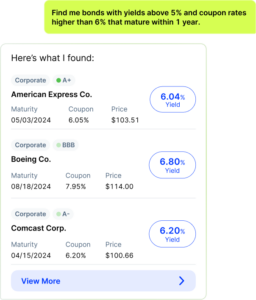 Find me bonds with yields above 5% and coupon rates
higher than 6% that mature within 1 year.
Here's what I found:
Corporate A+
American Express Co.
Maturity Coupon Price
05/03/2024 6.05% $103.51
6.04%
Yield
Corporate BBB
Boeing Co.
Maturity Coupon Price
08/18/2024 7.95% $114.00
6.80%
Yield
Corporate A-
Comcast Corp.
Maturity Coupon Price
04/15/2024 6.20% $100.66
6.20%
Yield
View More